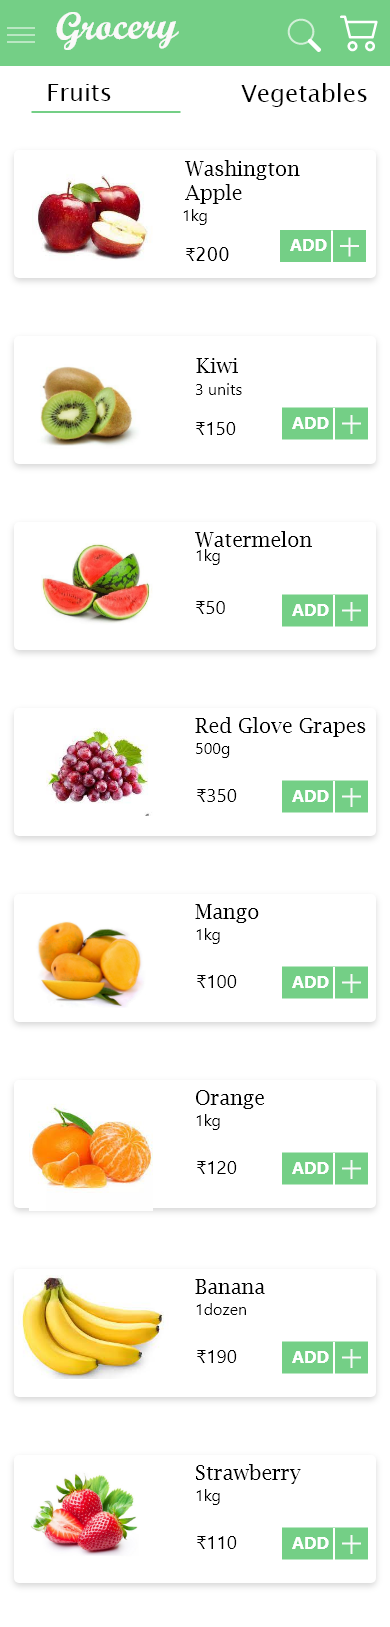 Grocery
Fruits
Vegetables
Washington
Apple
1kg
₹200
ADD
Kiwi
3 units
₹150
ADD
Watermelon
1kg
₹50
ADD
Red Glove Grapes
500g
₹350
ADD
Mango
1kg
₹100
ADD
Orange
1kg
₹120
ADD
Banana
1dozen
₹190
ADD
Strawberry
1kg
₹110
ADD